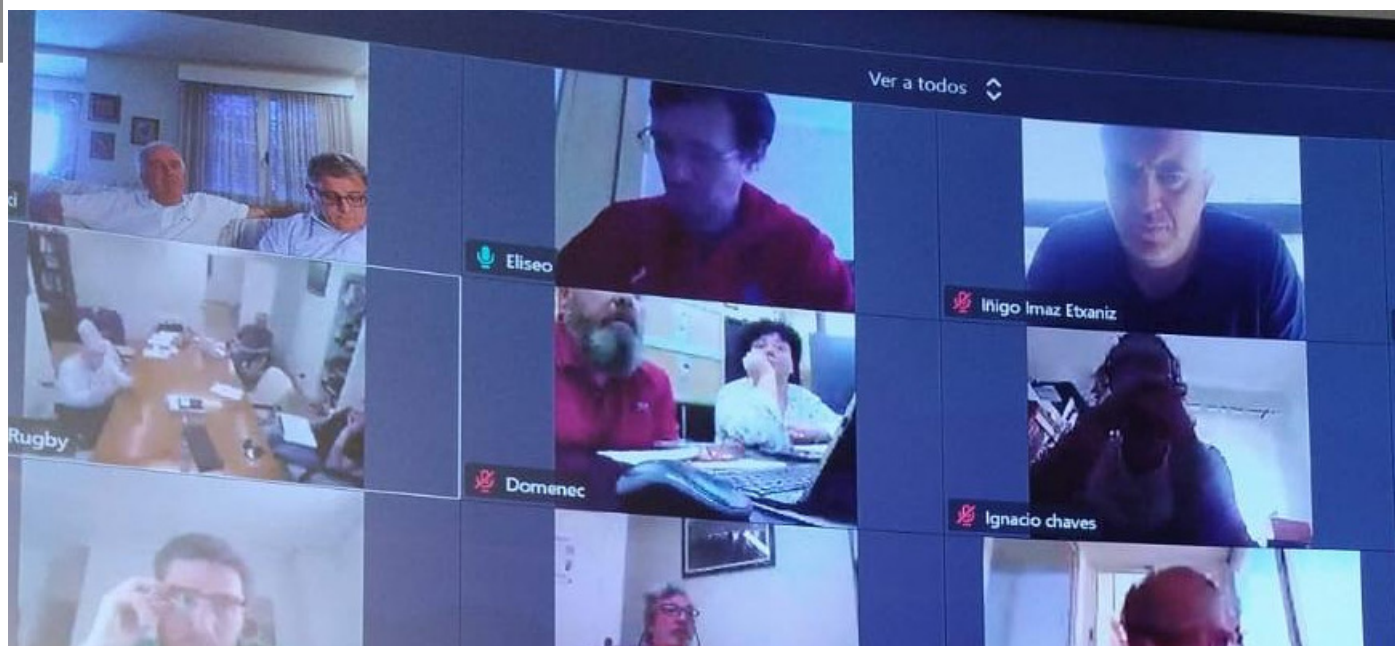 Ver a todos
Eliseo
Iñigo Imaz Etxaniz
Rugby
Domenec
Ignacio chaves